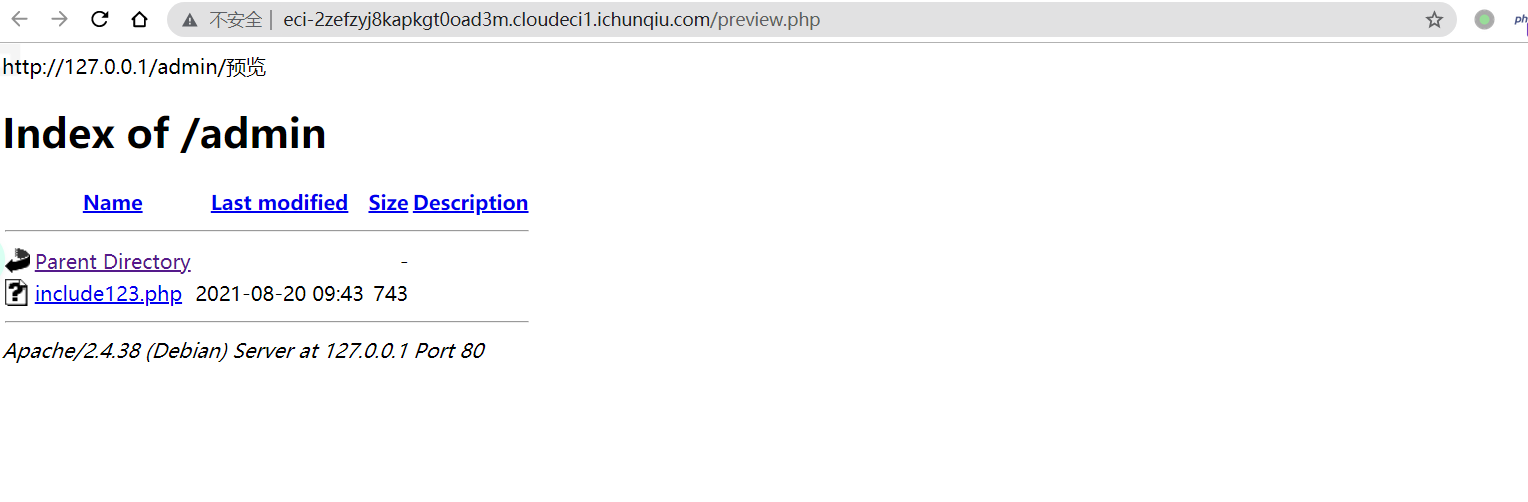 不安全 | eci-2zefzyj8kapkgt0oad3m.cloudeci1.ichunqiu.com/preview.php
http://127.0.0.1/admin/预览
Index of /admin
Name Last modified Size Description
Parent Directory -
include123.php 2021-08-20 09:43 743
Apache/2.4.38 (Debian) Server at 127.0.0.1 Port 80